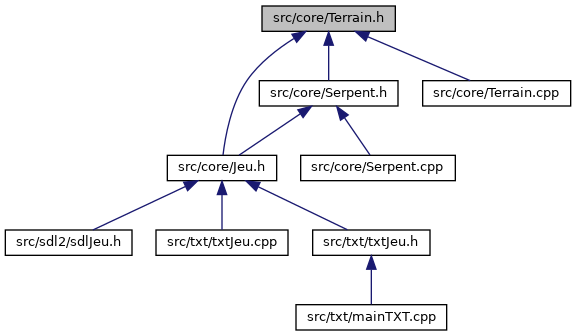 src/core/Terrain.h
src/core/Serpent.h
src/core/Terrain.cpp
src/core/Jeu.h
src/core/Serpent.cpp
src/sdl2/sdlJeu.h
src/txt/txtJeu.cpp
src/txt/txtJeu.h
src/txt/mainTXT.cpp